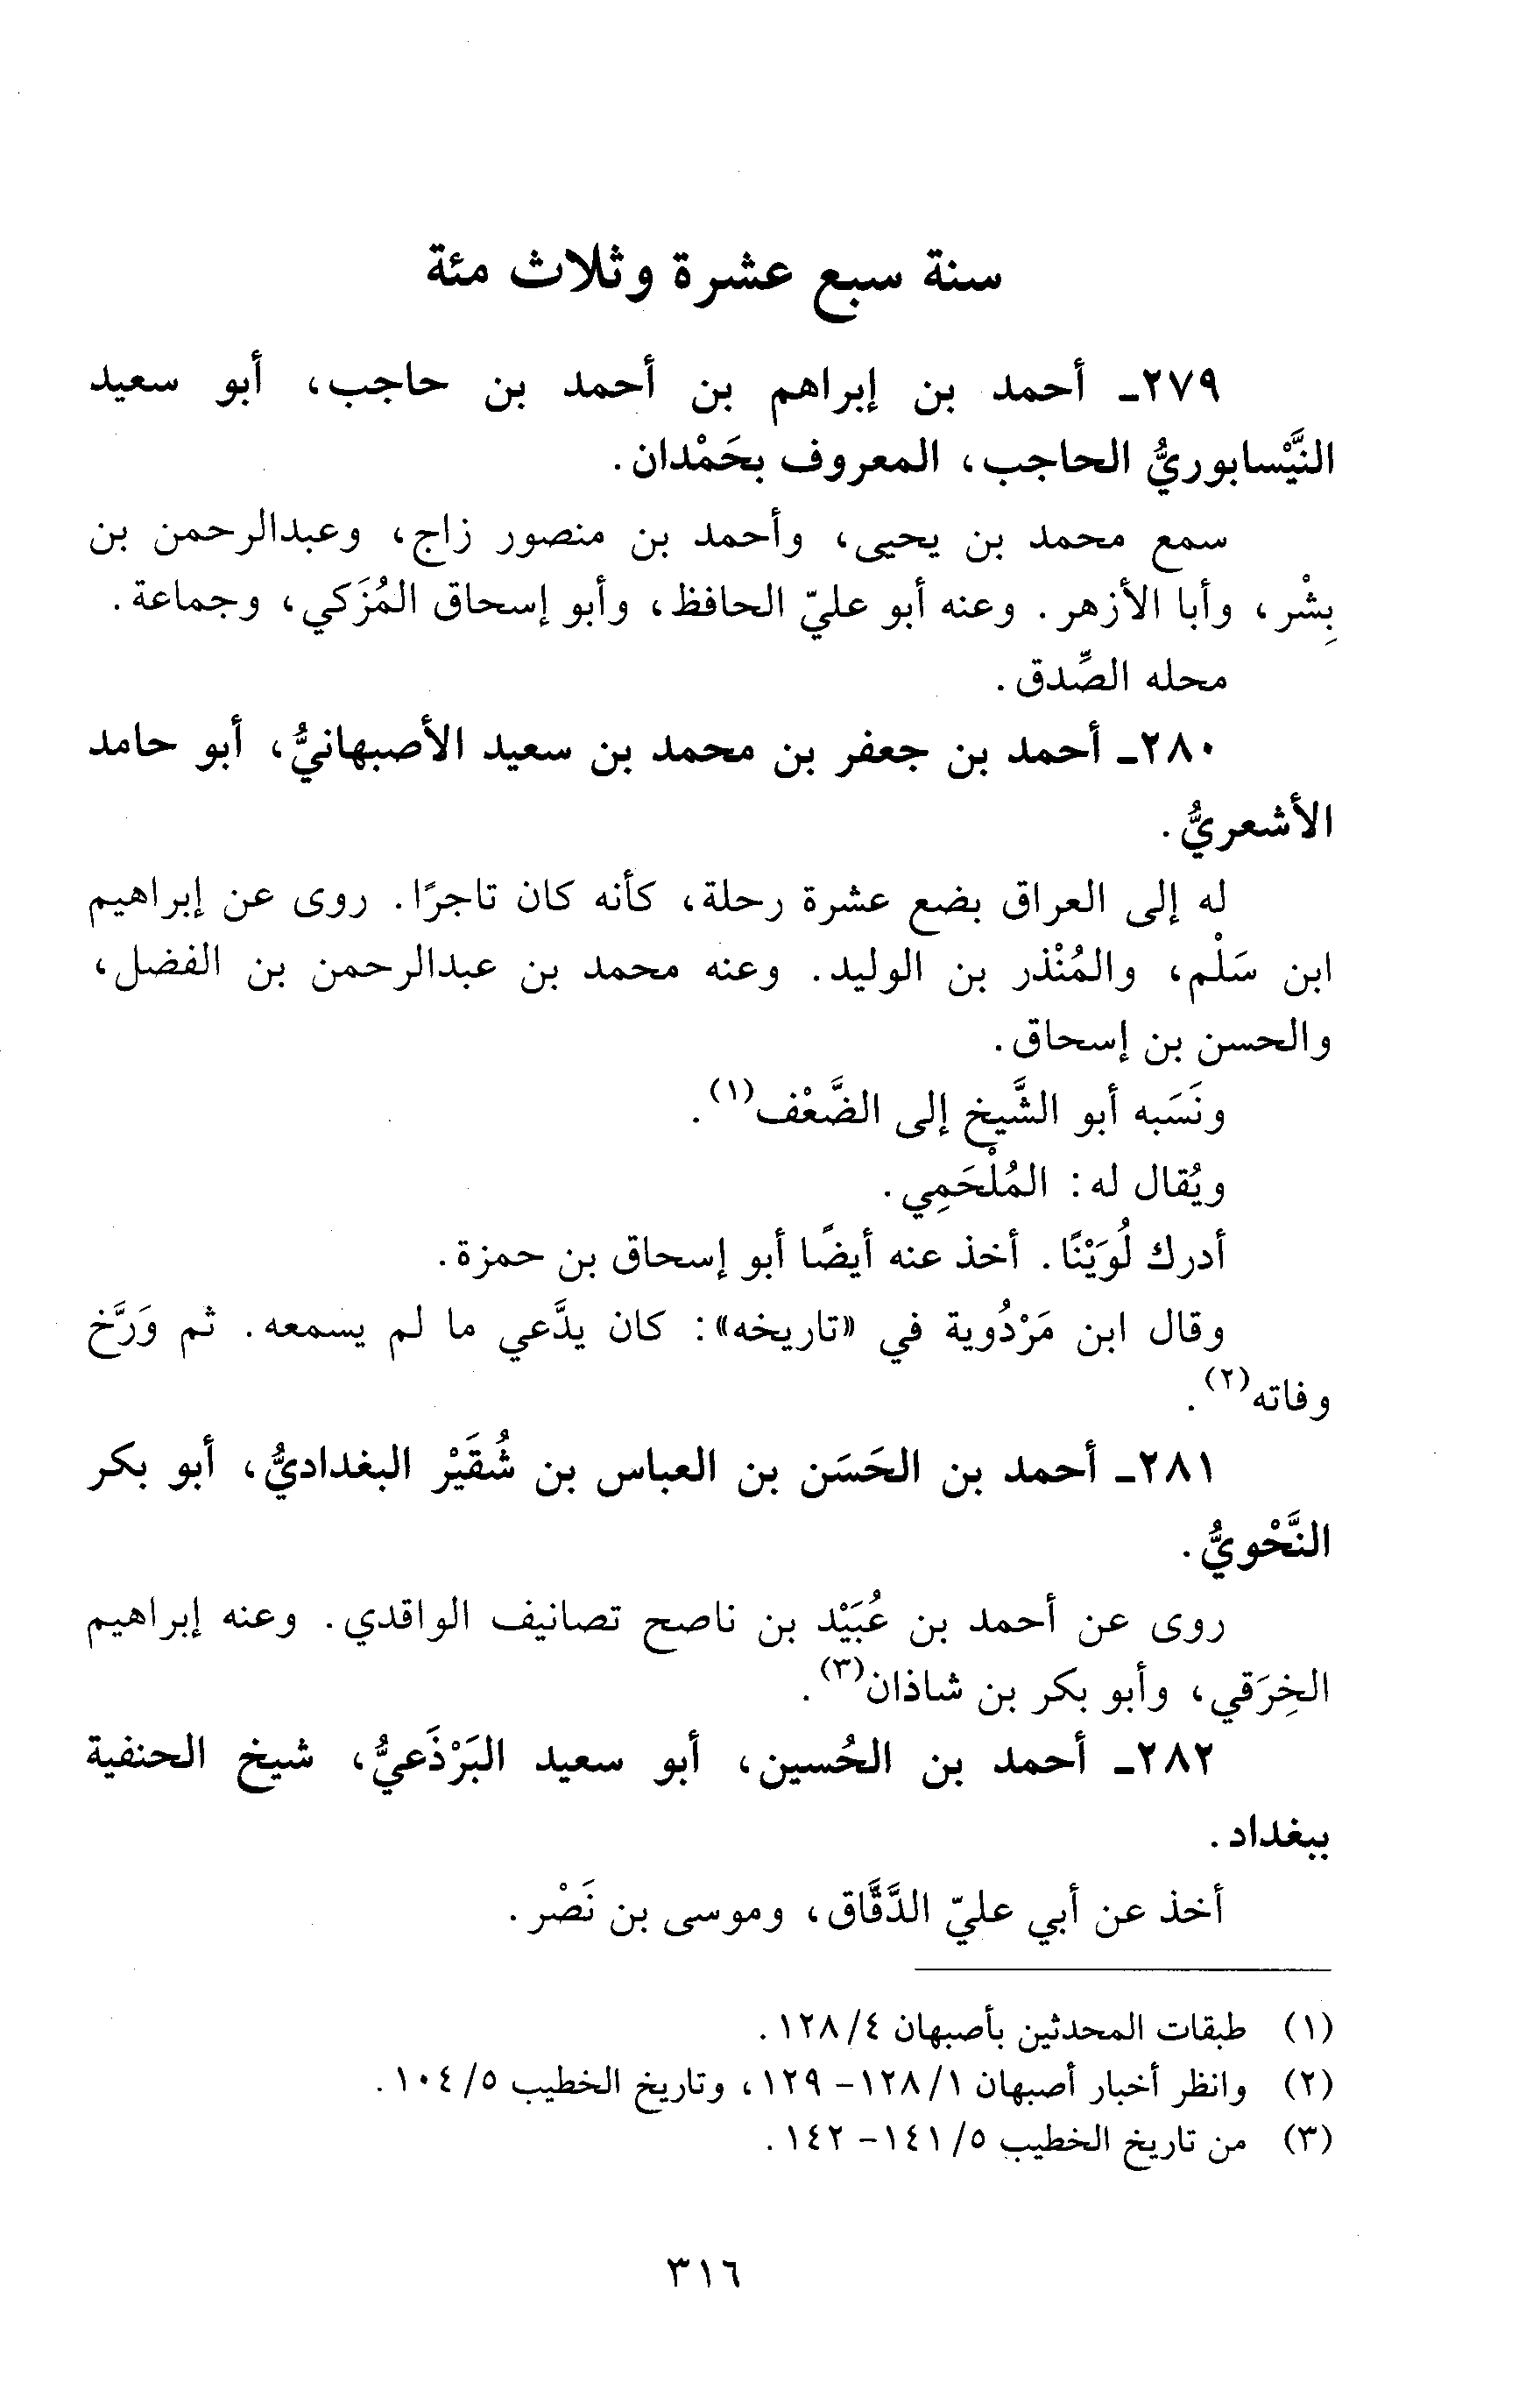 سنة سبع عشرة وثلاث مئة
٢٧٩ـ أحمد بن إبراهم بن أحمد بن حاجب، أبو سعيد
النَّيْسابوريُّ الحاجب، المعروف بحَمْدان.
سمع محمد بن يحيى، وأحمد بن منصور زاج، وعبدالرحمن بن
بِشْر، وأبا الأزهر. وعنه أبو عليّ الحافظ، وأبو إسحاق المُزَكي، وجماعة.
محله الصِّدق.
٢٨٠ـ أحمد بن جعفر بن محمد بن سعيد الأصبهانيُّ، أبو حامد
الأشعريُّ.
له إلى العراق بضع عشرة رحلة، كأنه كان تاجرًا. روى عن إبراهيم
ابن سَلْم، والمُنْذر بن الوليد. وعنه محمد بن عبدالرحمن بن الفضل،
والحسن بن إسحاق.
ونَسَبه أبو الشَّيخ إلى الضَّعْف(١).
ويُقال له: المُلْحَمِي.
أدرك لُوَيْنًا. أخذ عنه أيضًا أبو إسحاق بن حمزة.
وقال ابن مَرْدُوية في «تاريخه»: كان يدَّعي ما لم يسمعه. ثم وَرَّخ
وفاته(٢).
٢٨١ـ أحمد بن الحَسَن بن العباس بن شُقَيْر البغداديُّ، أبو بكر
النَّحْويُّ.
روى عن أحمد بن عُبَيْد بن ناصح تصانيف الواقدي. وعنه إبراهيم
الخِرَقي، وأبو بكر بن شاذان(٣).
٢٨٢ـ أحمد بن الحُسين، أبو سعيد البَرْذَعيُّ، شيخ الحنفية
ببغداد.
أخذ عن أبي عليّ الدَّقَّاق، وموسى بن نَصْر.
(١) طبقات المحدثين بأصبهان ٤/ ١٢٨.
(٢) وانظر أخبار أصبهان ١/ ١٢٨- ١٢٩، وتاريخ الخطيب ٥/ ١٠٤.
(٣) من تاريخ الخطيب ٥/ ١٤١- ١٤٢.
٣١٦